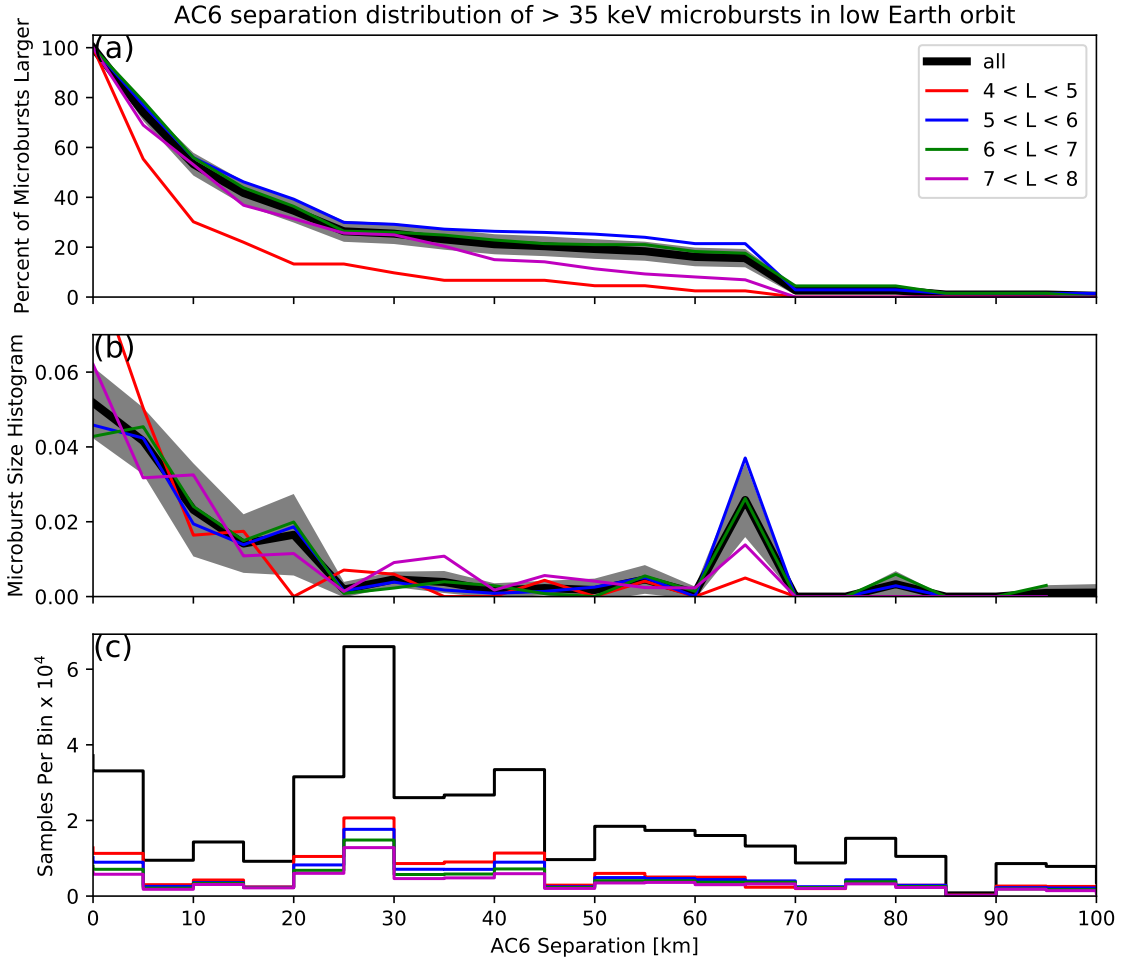 AC6 separation distribution of > 35 keV microbursts in low Earth orbit
(a)
Percent of Microbursts Larger
100
80
60
40
20
0
all
4 < L < 5
5 < L < 6
6 < L < 7
7 < L < 8
(b)
Microburst Size Histogram
0.06
0.04
0.02
0.00
(c)
Samples Per Bin x 10⁴
6
4
2
0
0 10 20 30 40 50 60 70 80 90 100
AC6 Separation [km]